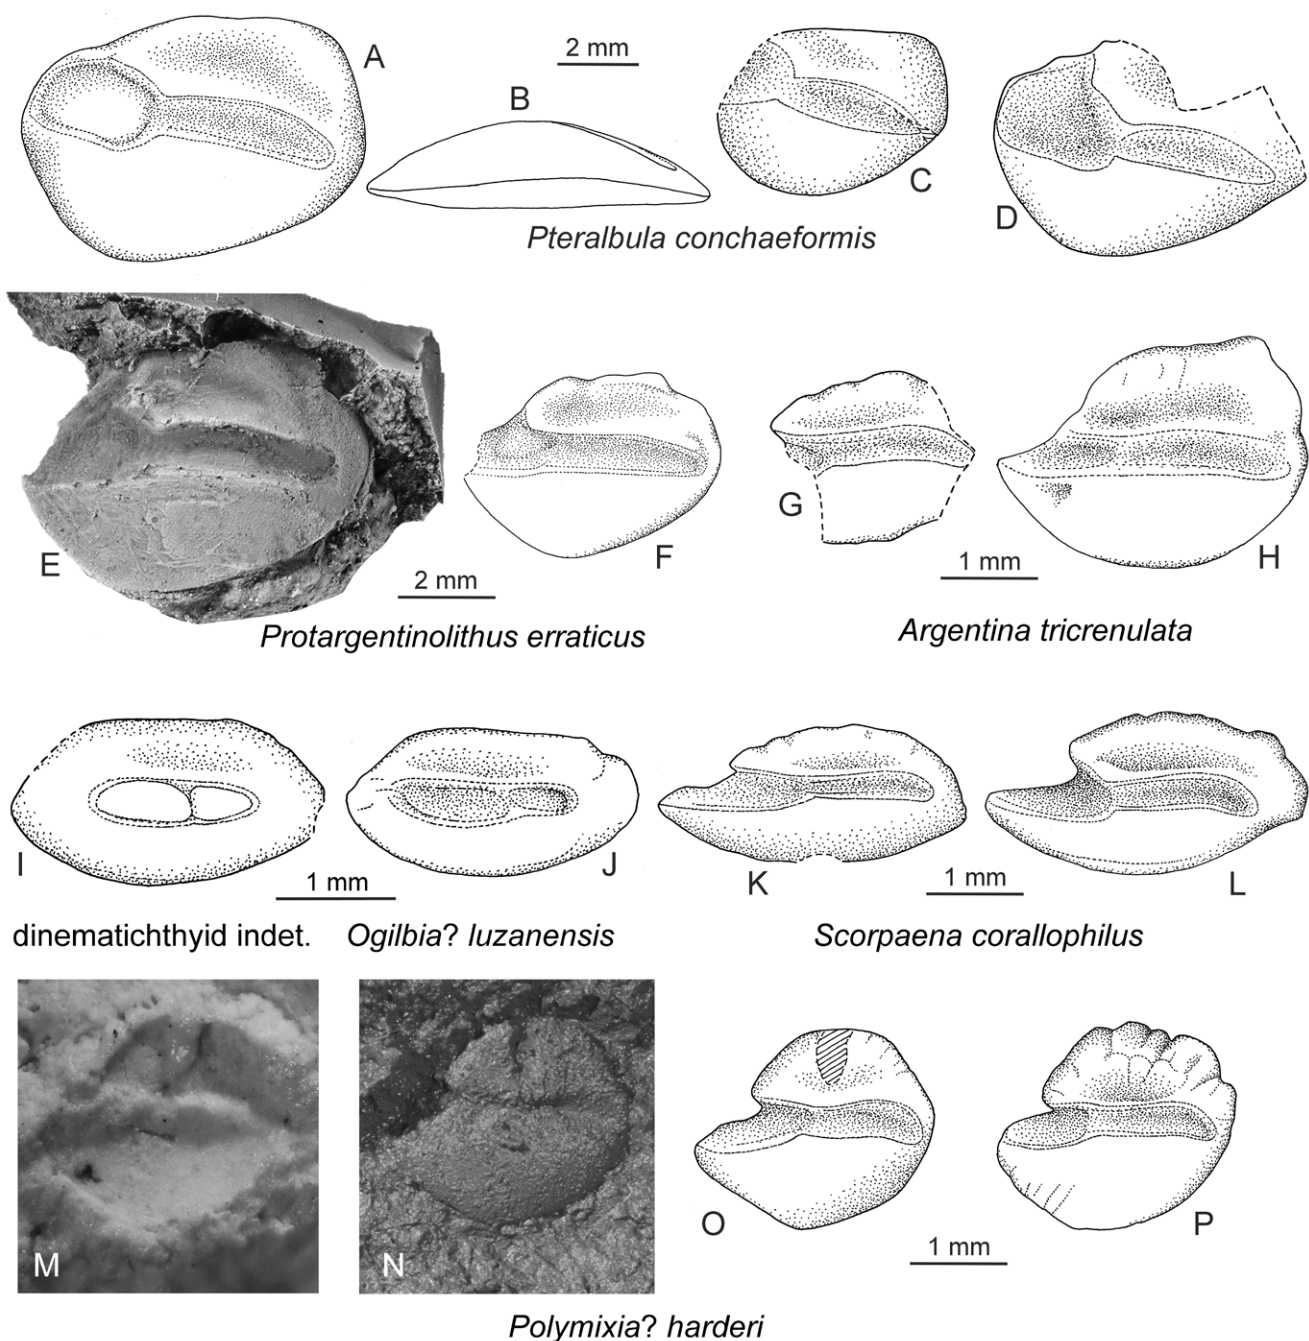 A
B
2 mm
C
D
Pteralbula conchaeformis
E
2 mm
F
G
1 mm
H
Protargentinolithus erraticus
Argentina tricrenulata
I
1 mm
J
K
1 mm
L
dinematichthyid indet.
Ogilbia? luzanensis
Scorpaena corallophilus
M
N
O
1 mm
P
Polymixia? harderi